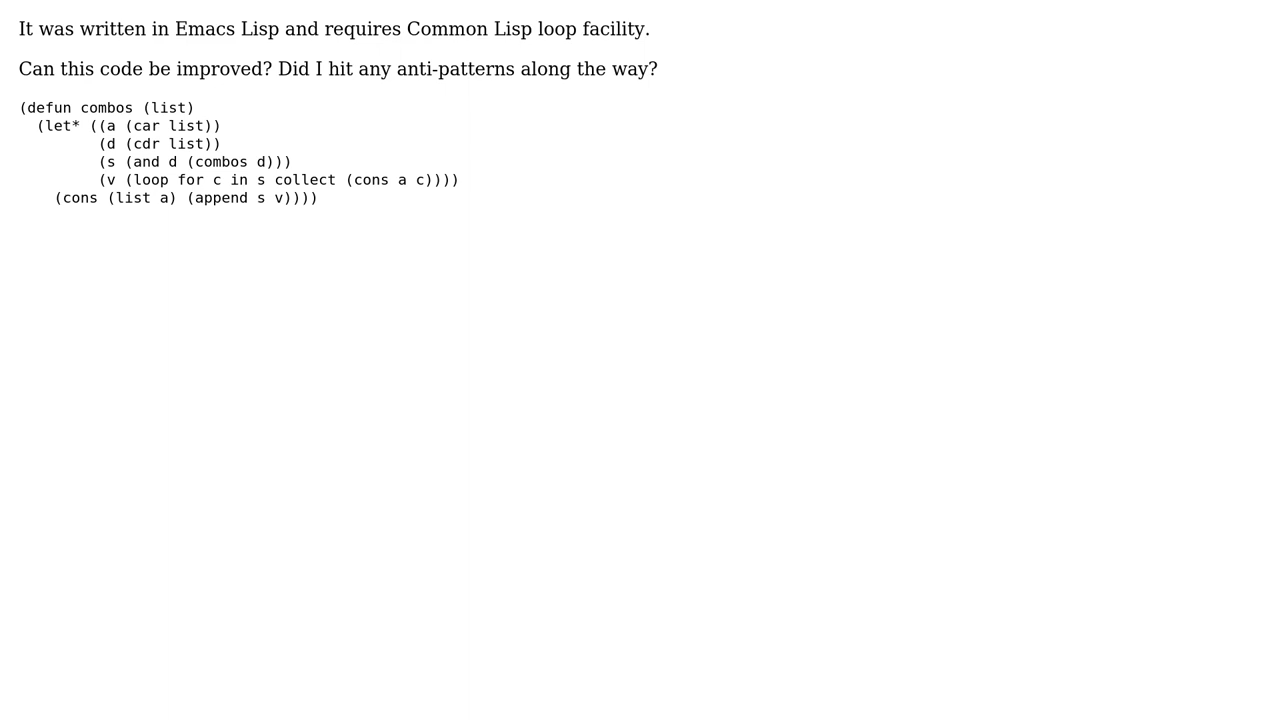 It was written in Emacs Lisp and requires Common Lisp loop facility.
Can this code be improved? Did I hit any anti-patterns along the way?
(defun combos (list)
  (let* ((a (car list))
         (d (cdr list))
         (s (and d (combos d)))
         (v (loop for c in s collect (cons a c))))
    (cons (list a) (append s v))))